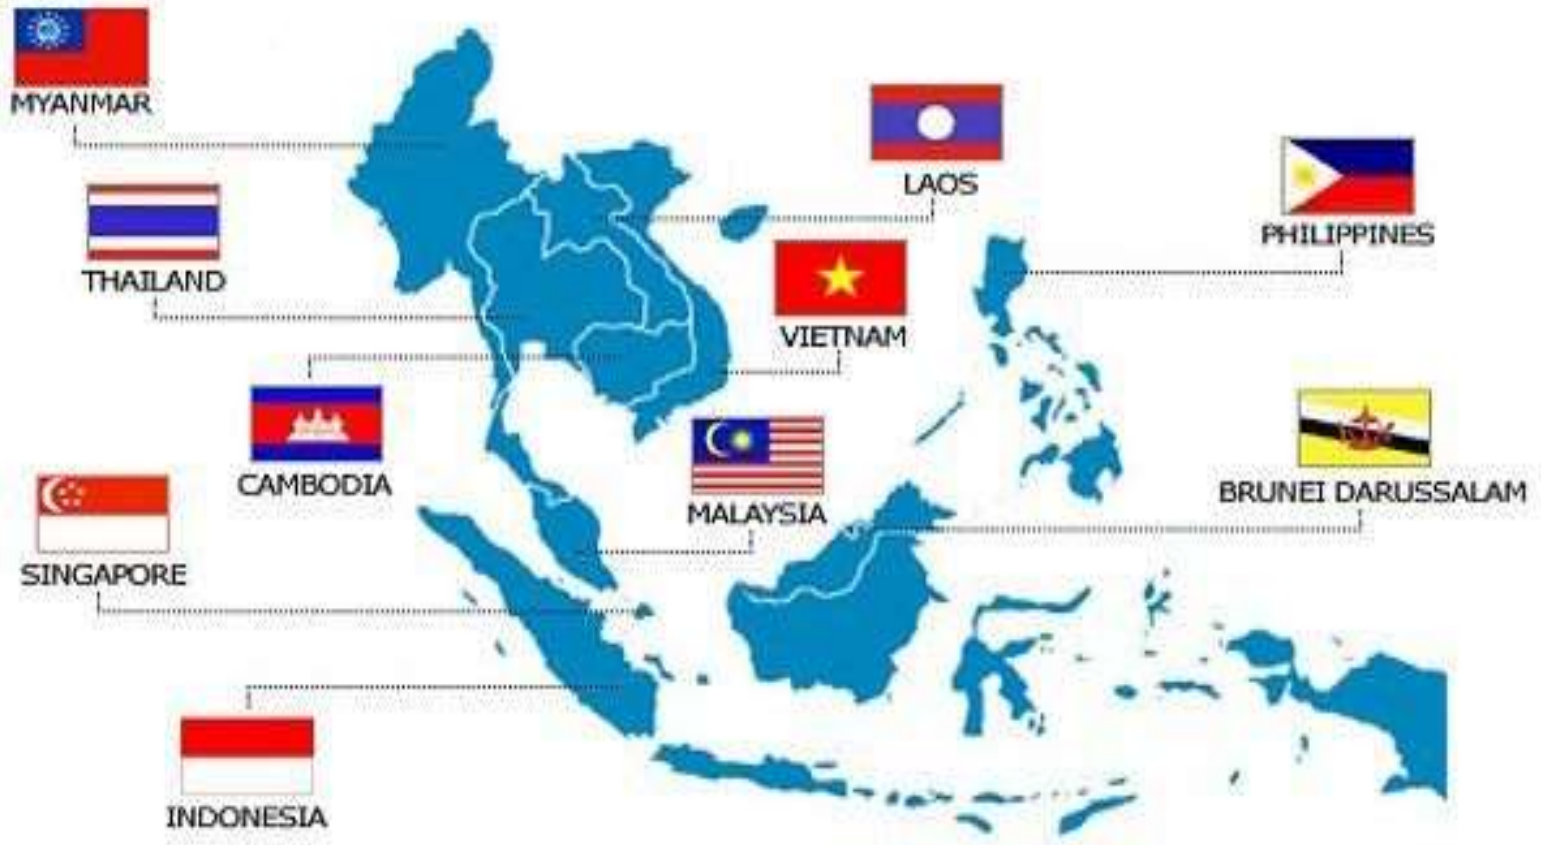 MYANMAR
LAOS
PHILIPPINES
THAILAND
VIETNAM
CAMBODIA
MALAYSIA
BRUNEI DARUSSALAM
SINGAPORE
INDONESIA